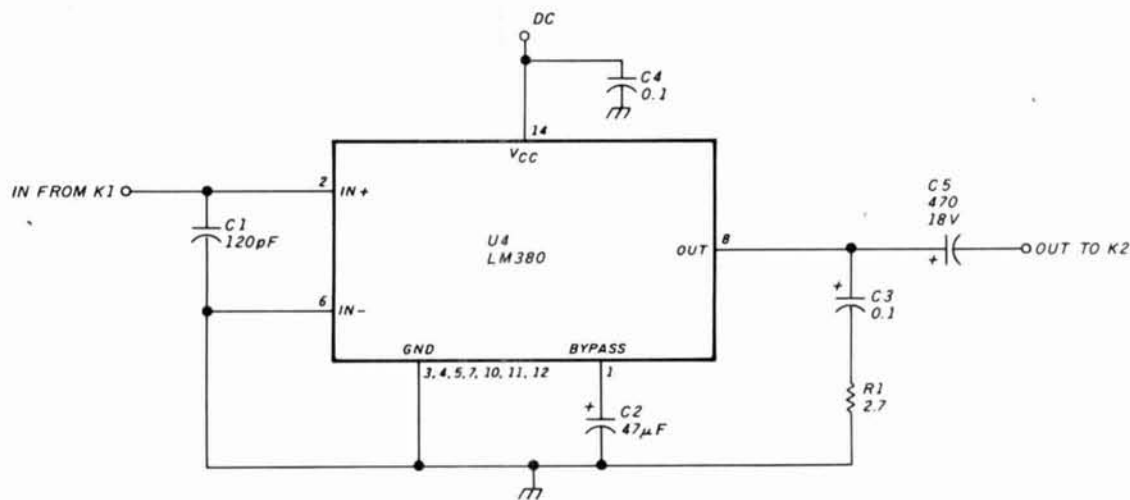 DC
C4
0.1
14
VCC
IN FROM K1
2
IN+
C1
120pF
U4
LM380
C5
470
18V
OUT
8
+
OUT TO K2
6
IN-
+
C3
0.1
GND
BYPASS
3, 4, 5, 7, 10, 11, 12
1
R1
2.7
+
C2
47µF